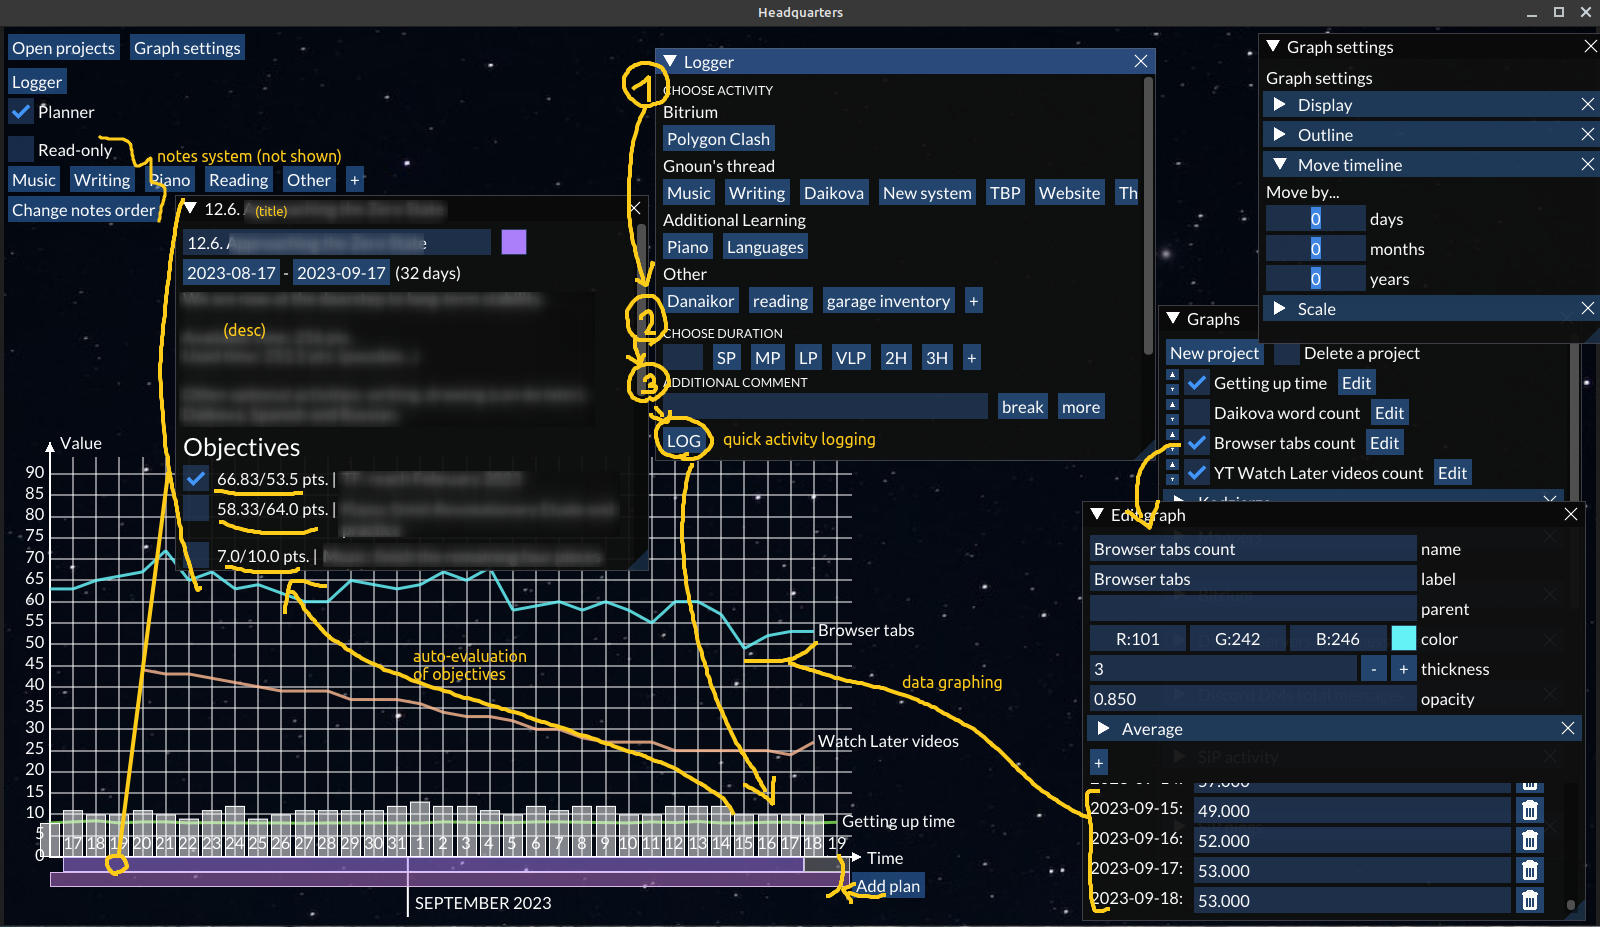 Headquarters
Open projects Graph settings
Logger
Planner
Read-only
notes system (not shown)
Music Writing Piano Reading Other +
Change notes order
12.6. (title)
12.6.
2023-08-17 - 2023-09-17 (32 days)
(desc)
Objectives
66.83/53.5 pts. |
58.33/64.0 pts. |
7.0/10.0 pts. |
1
2
3
Logger
CHOOSE ACTIVITY
Bitrium
Polygon Clash
Gnoun's thread
Music Writing Daikova New system TBP Website Th
Additional Learning
Piano Languages
Other
Danaikor reading garage inventory +
CHOOSE DURATION
SP MP LP VLP 2H 3H +
ADDITIONAL COMMENT
break more
LOG quick activity logging
Graph settings
Graph settings
Display
Outline
Move timeline
Move by...
0 days
0 months
0 years
Scale
Graphs
New project Delete a project
Getting up time Edit
Daikova word count Edit
Browser tabs count Edit
YT Watch Later videos count Edit
Edit graph
Browser tabs count name
Browser tabs label
parent
R:101 G:242 B:246 color
3 - + thickness
0.850 opacity
Average
SIP activity
+
2023-09-14: 57.000
2023-09-15: 49.000
2023-09-16: 52.000
2023-09-17: 53.000
2023-09-18: 53.000
Value
90
85
80
75
70
65
60
55
50
45
40
35
30
25
20
15
10
5
0
Browser tabs
auto-evaluation
of objectives
data graphing
Watch Later videos
Getting up time
17 18 19 20 21 22 23 24 25 26 27 28 29 30 31 1 2 3 4 5 6 7 8 9 10 11 12 13 14 15 16 17 18 19
Time
Add plan
SEPTEMBER 2023